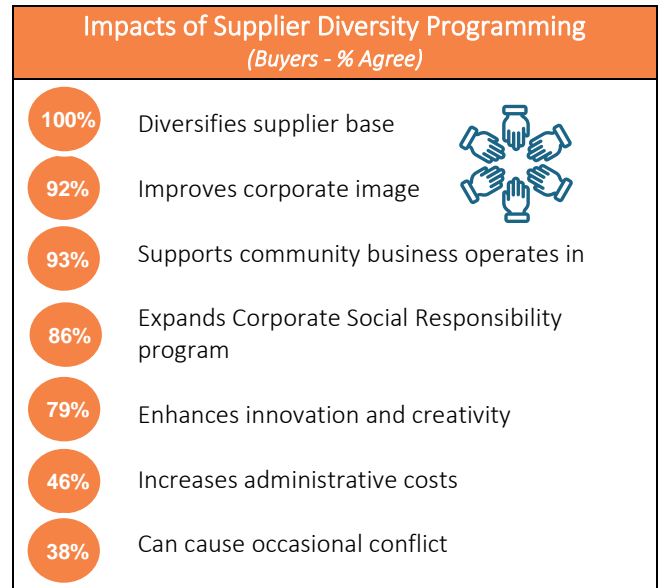 Impacts of Supplier Diversity Programming
(Buyers - % Agree)
100% Diversifies supplier base
92% Improves corporate image
93% Supports community business operates in
86% Expands Corporate Social Responsibility
program
79% Enhances innovation and creativity
46% Increases administrative costs
38% Can cause occasional conflict